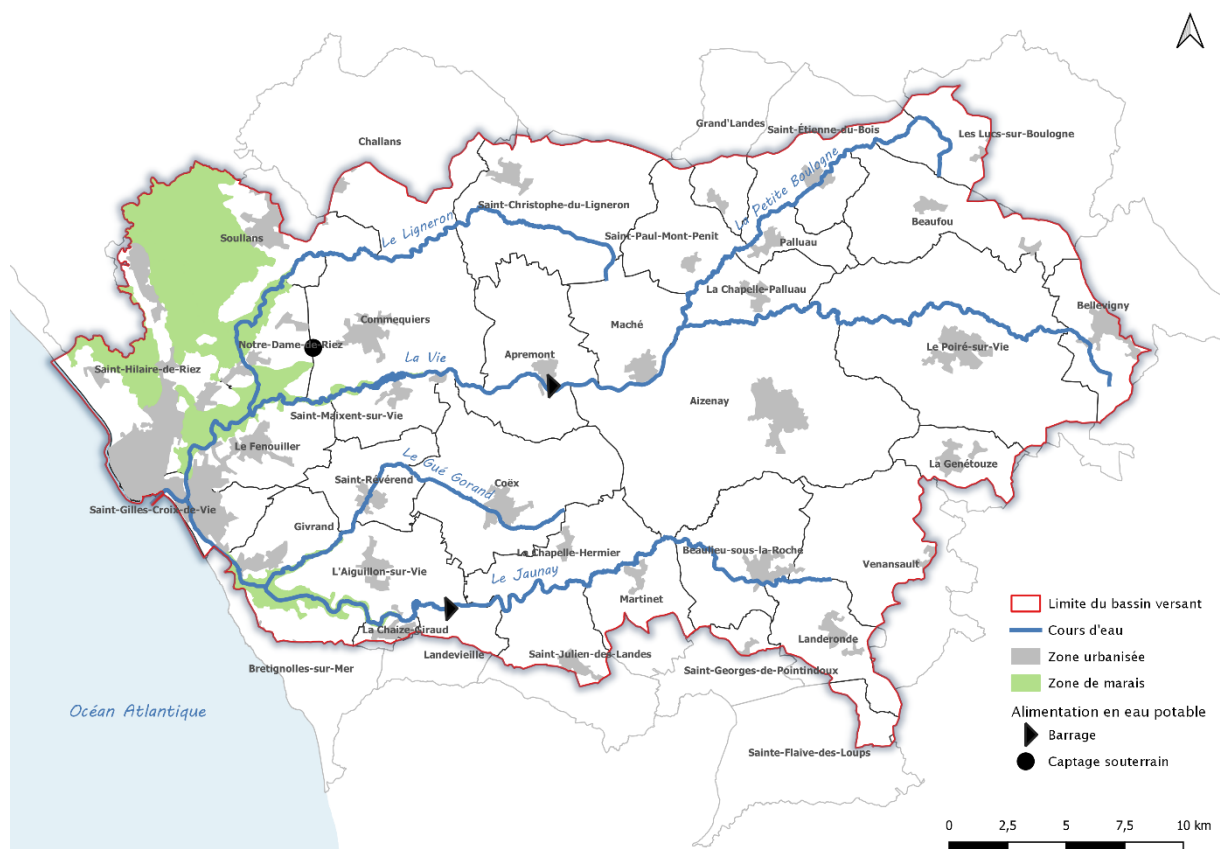 Grand'Landes
Saint-Étienne-du-Bois
Les Lucs-sur-Boulogne
Challans
La Petite Boulogne
Saint-Christophe-du-Ligneron
Le Ligneron
Beaufou
Soullans
Saint-Paul-Mont-Penit
Palluau
La Chapelle-Palluau
Bellevigny
Commequiers
Maché
Notre-Dame-de-Riez
Le Poiré-sur-Vie
La Vie
Apremont
Saint-Hilaire-de-Riez
Aizenay
Saint-Maixent-sur-Vie
Le Fenouiller
Le Gué Gorand
La Genétouze
Saint-Révérend
Coëx
Saint-Gilles-Croix-de-Vie
Givrand
La Chapelle-Hermier
Beaulieu-sous-la-Roche
Venansault
L'Aiguillon-sur-Vie
Le Jaunay
Martinet
La Chaize-Giraud
Landeronde
Landevieille
Saint-Julien-des-Landes
Bretignolles-sur-Mer
Saint-Georges-de-Pointindoux
Océan Atlantique
Sainte-Flaive-des-Loups
Limite du bassin versant
Cours d'eau
Zone urbanisée
Zone de marais
Alimentation en eau potable
Barrage
Captage souterrain
0 2,5 5 7,5 10 km